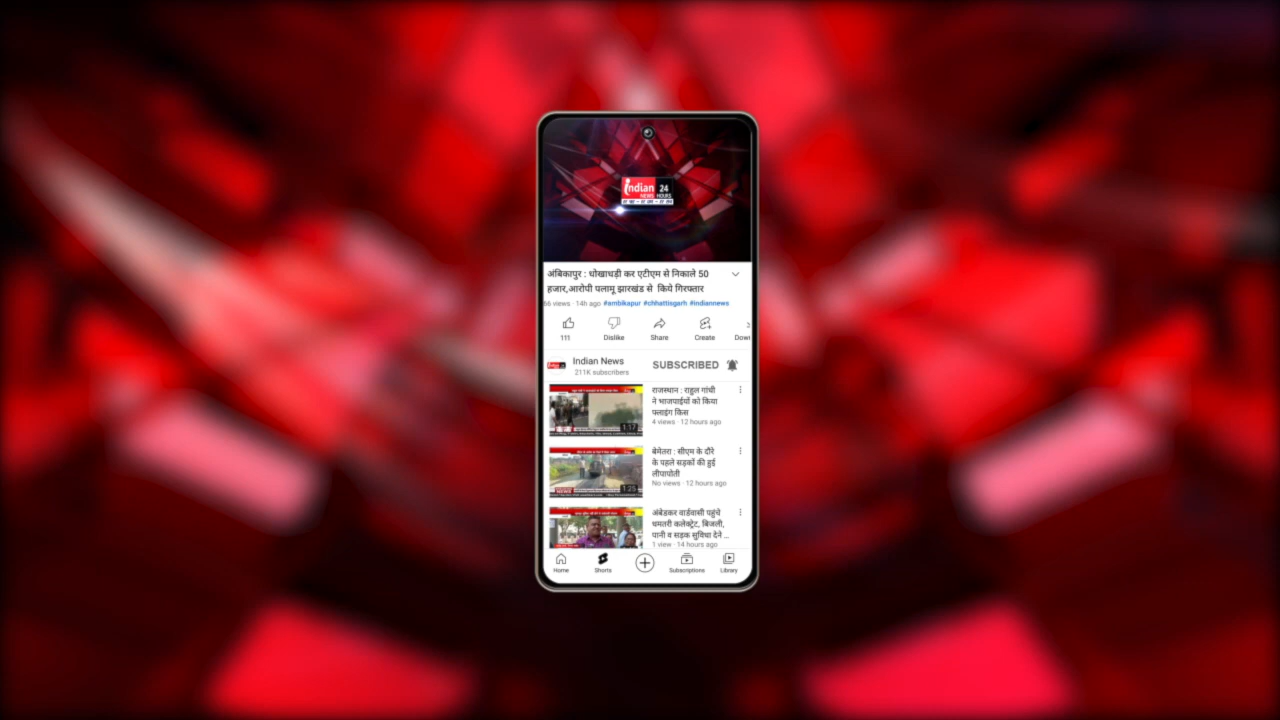 Indian 24
NEWS HOURS
अंबिकापुर : धोखाधड़ी कर एटीएम से निकाले 50
हजार,आरोपी पलामू झारखंड से किये गिरफ्तार
66 views · 14h ago #ambikapur #chhattisgarh #indiannews
111 Dislike Share Create Down
Indian News SUBSCRIBED
211K subscribers
राजस्थान : राहुल गांधी
ने भाजपाईयों को किया
फ्लाइंग किस
4 views · 12 hours ago
1:17
बेमेतरा : सीएम के दौरे
के पहले सड़कों की हुई
लीपापोती
No views · 12 hours ago
1:25
अंबेडकर वार्डवासी पहुंचे
धमतरी कलेक्ट्रेट, बिजली,
पानी व सड़क सुविधा देने ...
1 view · 14 hours ago
Home Shorts Subscriptions Library